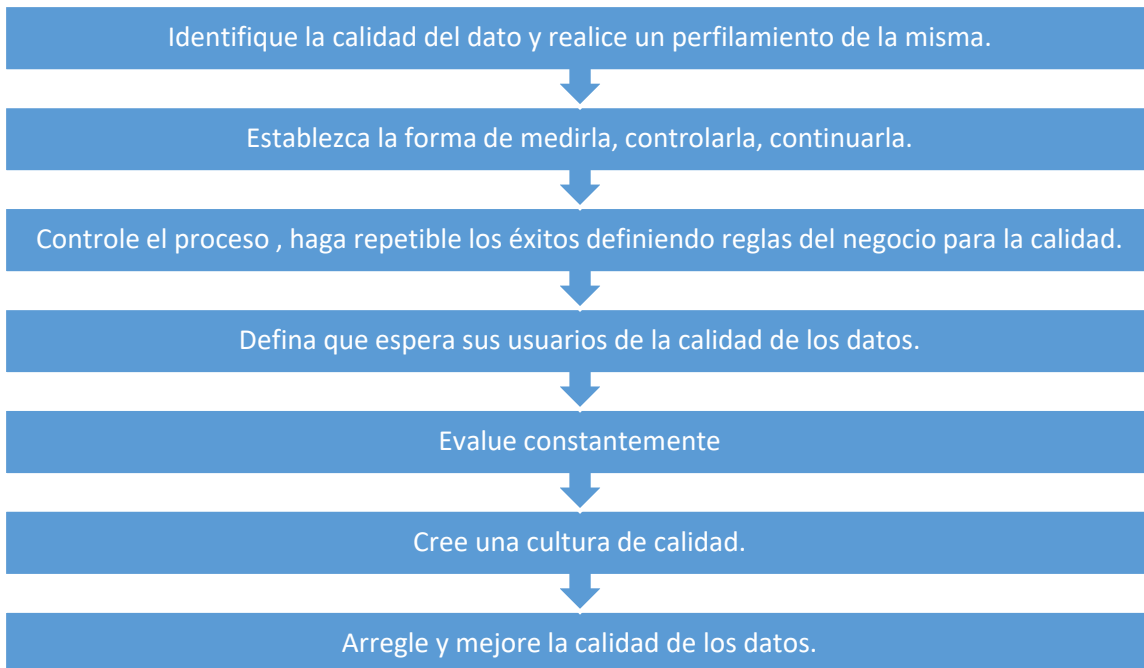 Identifique la calidad del dato y realice un perfilamiento de la misma.
Establezca la forma de medirla, controlarla, continuarla.
Controle el proceso , haga repetible los éxitos definiendo reglas del negocio para la calidad.
Defina que espera sus usuarios de la calidad de los datos.
Evalue constantemente
Cree una cultura de calidad.
Arregle y mejore la calidad de los datos.